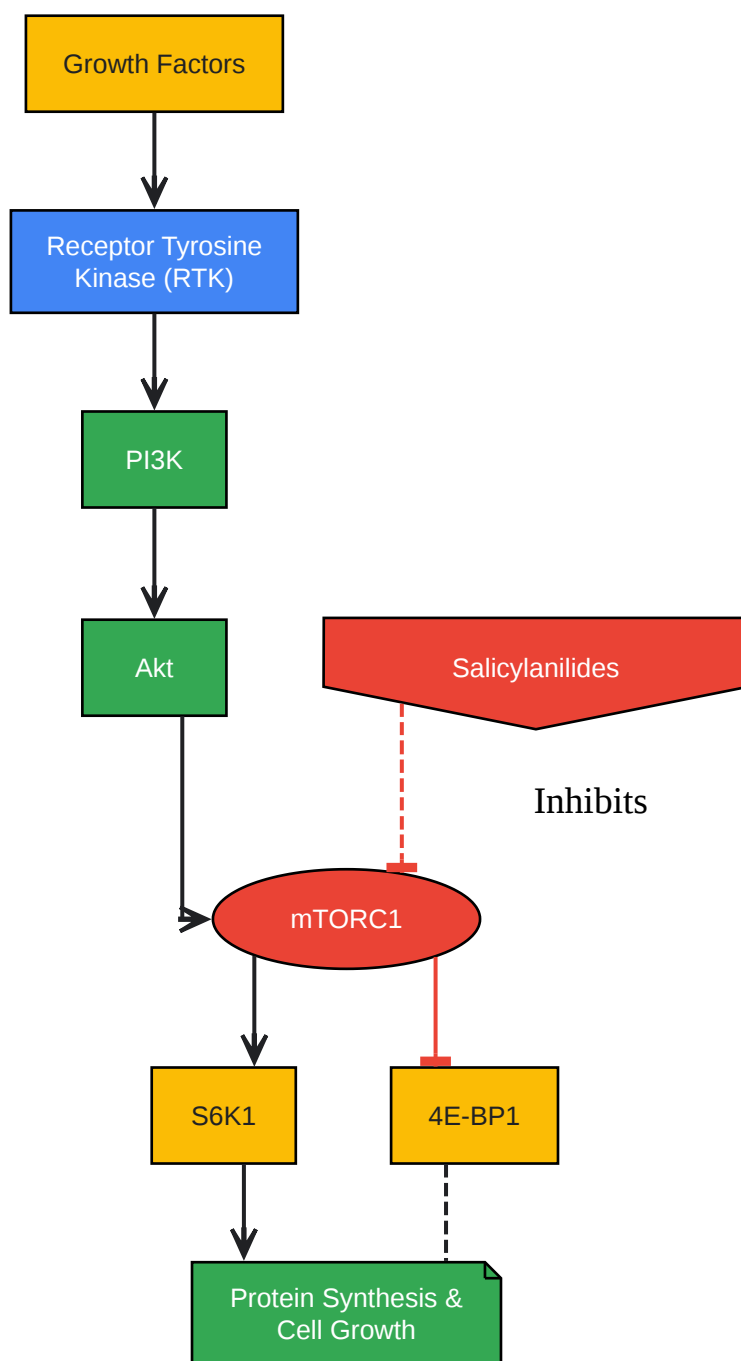 Growth Factors
Receptor Tyrosine
Kinase (RTK)
PI3K
Akt
Salicylanilides
Inhibits
mTORC1
S6K1
4E-BP1
Protein Synthesis &
Cell Growth